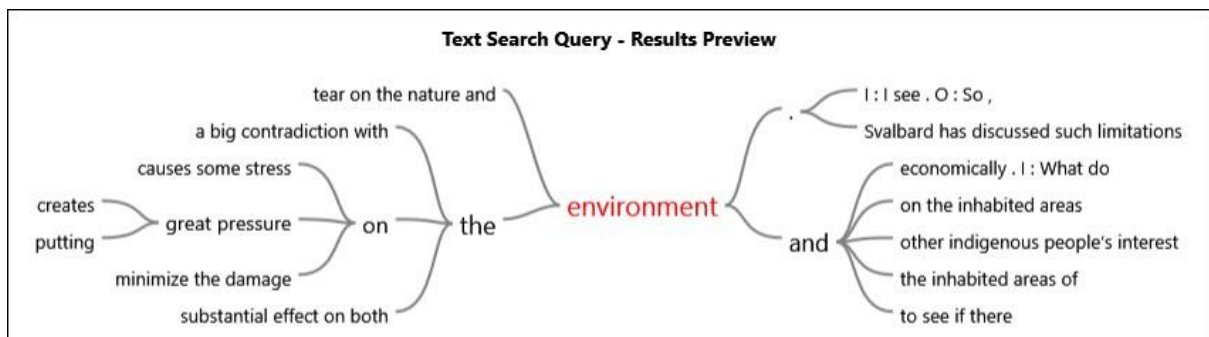 Text Search Query - Results Preview
tear on the nature and
a big contradiction with
causes some stress
creates
great pressure
putting
on
the
minimize the damage
substantial effect on both
environment
.
I : I see . O : So ,
Svalbard has discussed such limitations
and
economically . I : What do
on the inhabited areas
other indigenous people's interest
the inhabited areas of
to see if there